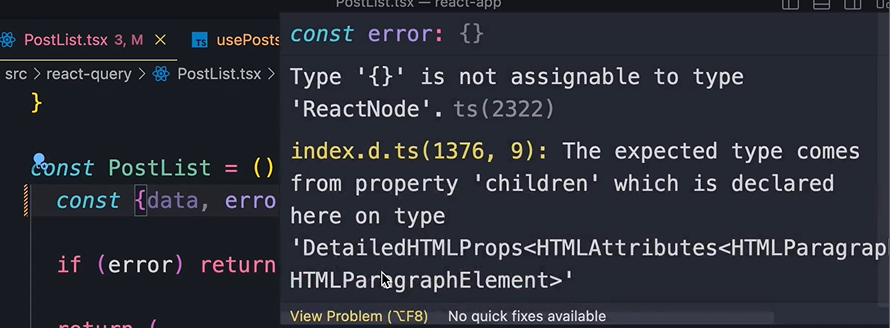 PostList.tsx — react-app
PostList.tsx 3, M × TS usePosts
src > react-query > PostList.tsx >
}
const PostList = ()
const {data, erro
if (error) return
return (
const error: {}
Type '{}' is not assignable to type
'ReactNode'. ts(2322)
index.d.ts(1376, 9): The expected type comes
from property 'children' which is declared
here on type
'DetailedHTMLProps<HTMLAttributes<HTMLParagrap
HTMLParagraphElement>'
View Problem (⌥F8) No quick fixes available